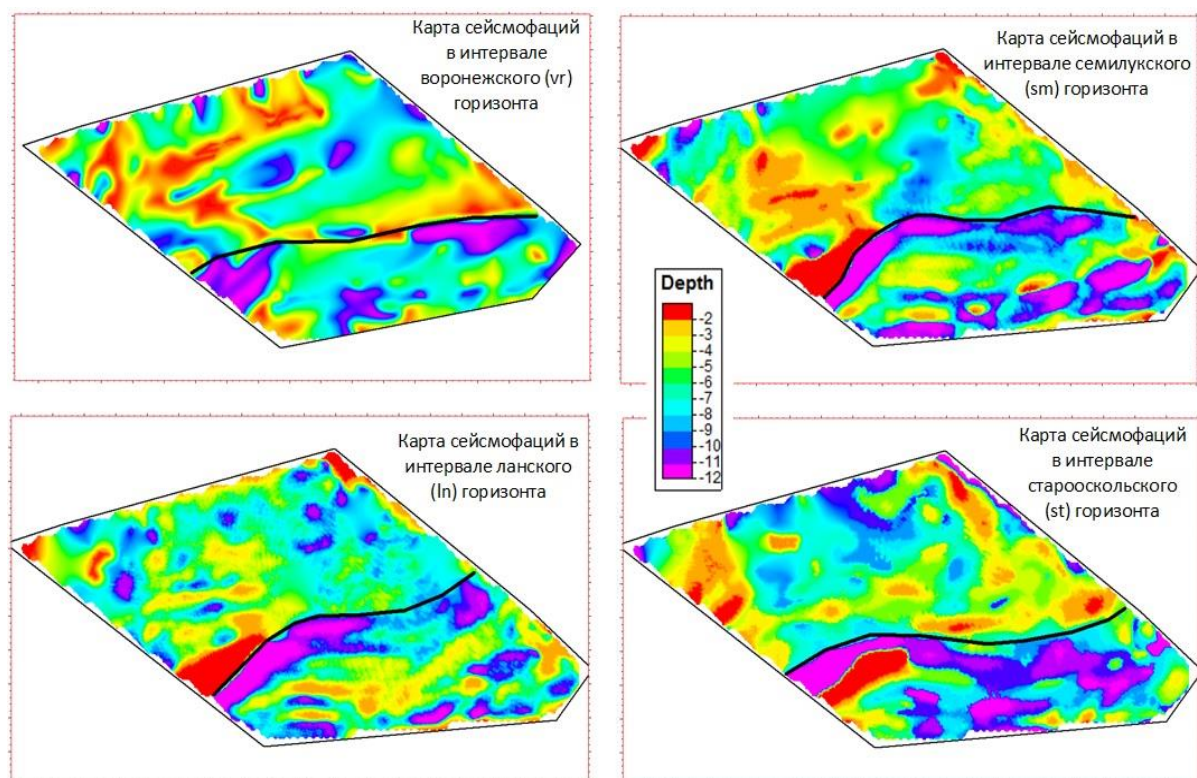 Карта сейсмофаций
в интервале
воронежского (vr)
горизонта
Карта сейсмофаций в
интервале семилукского
(sm) горизонта
Depth
-2
-3
-4
-5
-6
-7
-8
-9
-10
-11
-12
Карта сейсмофаций в
интервале ланского
(ln) горизонта
Карта сейсмофаций
в интервале
старооскольского
(st) горизонта